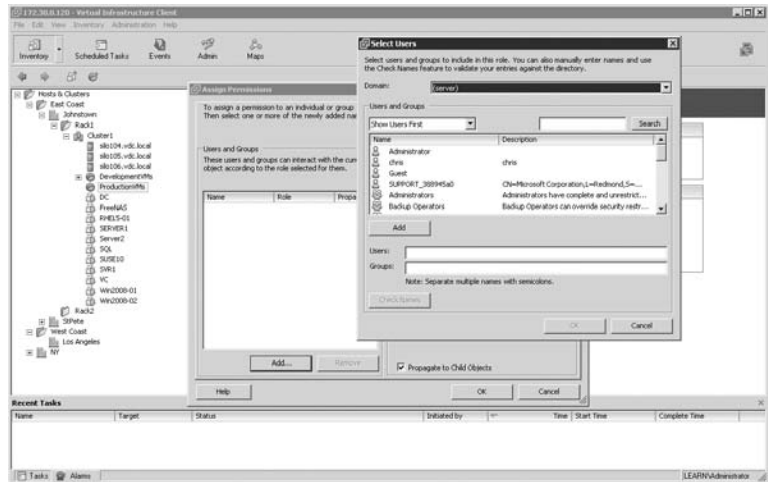 172.30.0.120 - Virtual Infrastructure Client
File Edit View Inventory Administration Help
Inventory Scheduled Tasks Events Admin Maps
Hosts & Clusters
East Coast
Johnstown
Rack1
Cluster1
silo104.vdc.local
silo105.vdc.local
silo106.vdc.local
DevelopmentVMs
ProductionVMs
DC
FreeNAS
RHEL5-01
SERVER1
Server2
SQL
SUSE10
SVR1
VC
Win2008-01
Win2008-02
Rack2
StPete
West Coast
Los Angeles
NY
Assign Permissions
To assign a permission to an individual or group
Then select one or more of the newly added nam
Users and Groups
These users and groups can interact with the curr
object according to the role selected for them.
Name Role Propa
Add... Remove
Propagate to Child Objects
Help OK Cancel
Select Users
Select users and groups to include in this role. You can also manually enter names and use
the Check Names feature to validate your entries against the directory.
Domain: (server)
Users and Groups
Show Users First Search
Name Description
Administrator
chris chris
Guest
SUPPORT_388945a0 CN=Microsoft Corporation,L=Redmond,S=...
Administrators Administrators have complete and unrestrict...
Backup Operators Backup Operators can override security restr...
Add
Users:
Groups:
Note: Separate multiple names with semicolons.
Check Names
OK Cancel
Recent Tasks
Name Target Status Initiated by Time Start Time Complete Time
Tasks Alarms LEARN\Administrator